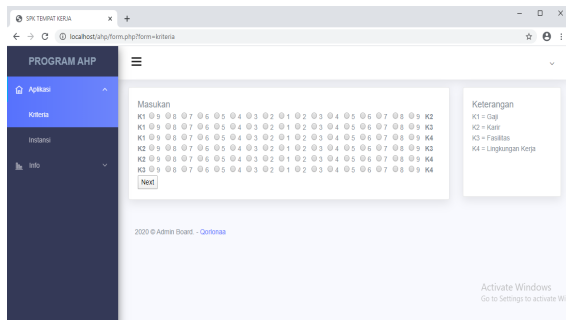 SPK TEMPAT KERJA
localhost/ahp/form.php?form=kriteria
PROGRAM AHP
Aplikasi
Kriteria
Instansi
Info
Masukan
K1 9 8 7 6 5 4 3 2 1 2 3 4 5 6 7 8 9 K2
K1 9 8 7 6 5 4 3 2 1 2 3 4 5 6 7 8 9 K3
K1 9 8 7 6 5 4 3 2 1 2 3 4 5 6 7 8 9 K4
K2 9 8 7 6 5 4 3 2 1 2 3 4 5 6 7 8 9 K3
K2 9 8 7 6 5 4 3 2 1 2 3 4 5 6 7 8 9 K4
K3 9 8 7 6 5 4 3 2 1 2 3 4 5 6 7 8 9 K4
Next
Keterangan
K1 = Gaji
K2 = Karir
K3 = Fasilitas
K4 = Lingkungan Kerja
2020 © Admin Board. - Qorionaa
Activate Windows
Go to Settings to activate Wi